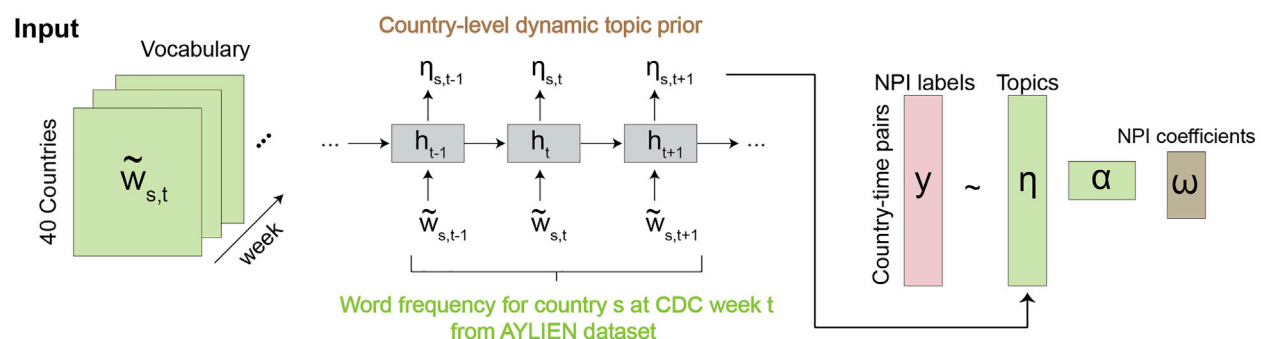 Input
Vocabulary
40 Countries
w̃s,t
...
week
Country-level dynamic topic prior
ηs,t-1 ηs,t ηs,t+1
... ht-1 ht ht+1 ...
w̃s,t-1 w̃s,t w̃s,t+1
Word frequency for country s at CDC week t
from AYLIEN dataset
NPI labels Topics
Country-time pairs
NPI coefficients
y ~ η α ω